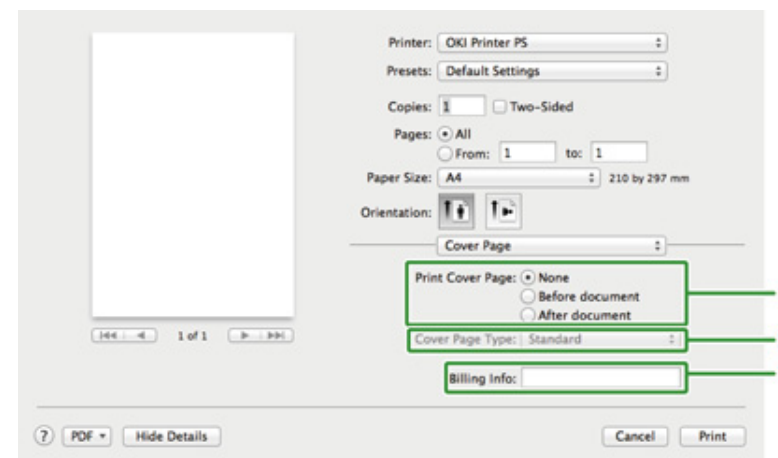 Printer: OKI Printer PS
Presets: Default Settings
Copies: 1 Two-Sided
Pages: All
From: 1 to: 1
Paper Size: A4 210 by 297 mm
Orientation:
Cover Page
Print Cover Page: None
Before document
After document
1 of 1
Cover Page Type: Standard
Billing Info:
? PDF Hide Details Cancel Print